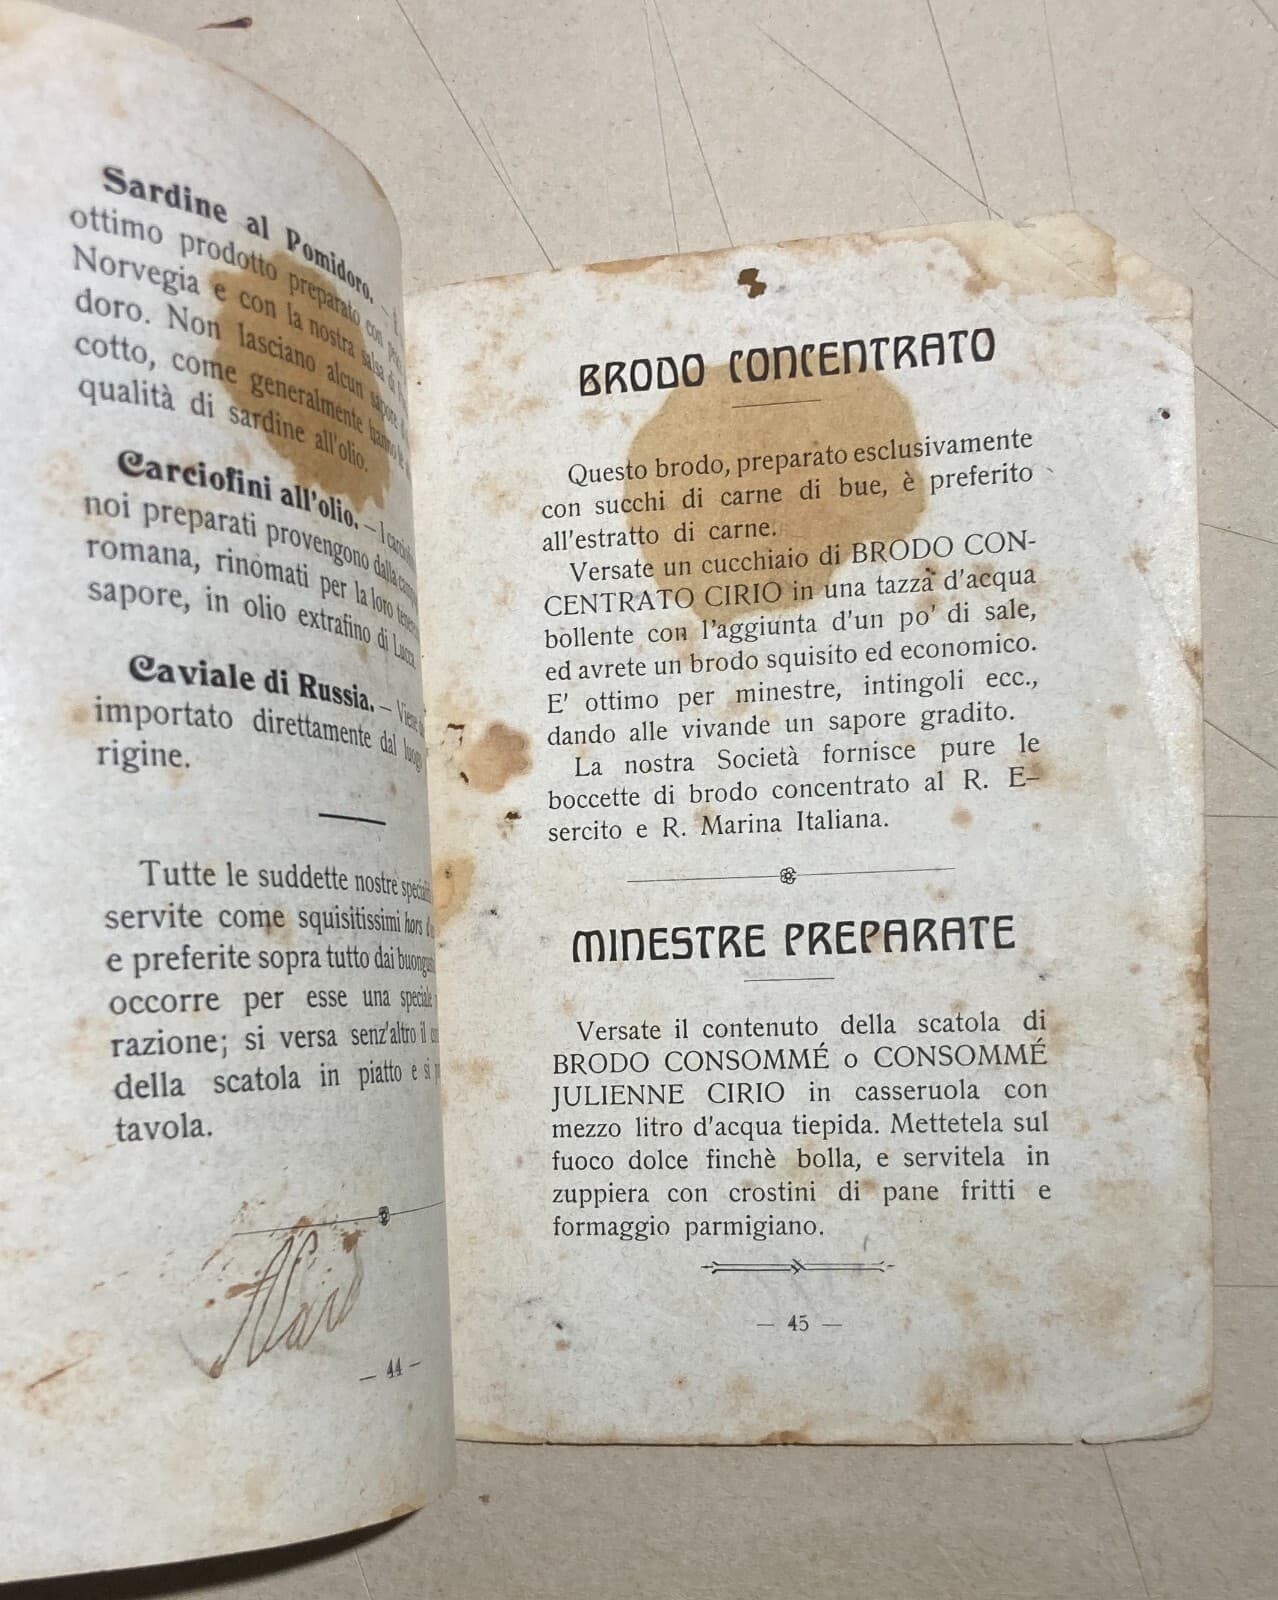 Sardine al Pomidoro. –
ottimo prodotto preparato con
Norvegia e con la nostra salsa di
doro. Non lasciano alcun sapore
cotto, come generalmente hanno le
qualità di sardine all'olio.
Carciofini all'olio. – I carciofi
noi preparati provengono dalla
romana, rinomati per la loro
sapore, in olio extrafino di Lucca.
Caviale di Russia. – Viene
importato direttamente dal luogo
rigine.
Tutte le suddette nostre
servite come squisitissimi hors
e preferite sopra tutto dai
occorre per esse una speciale
razione; si versa senz'altro il
della scatola in piatto e si
tavola.
— 44 —
BRODO CONCENTRATO
Questo brodo, preparato esclusivamente
con succhi di carne di bue, è preferito
all'estratto di carne.
Versate un cucchiaio di BRODO CON-
CENTRATO CIRIO in una tazza d'acqua
bollente con l'aggiunta d'un po' di sale,
ed avrete un brodo squisito ed economico.
E' ottimo per minestre, intingoli ecc.,
dando alle vivande un sapore gradito.
La nostra Società fornisce pure le
boccette di brodo concentrato al R. E-
sercito e R. Marina Italiana.
MINESTRE PREPARATE
Versate il contenuto della scatola di
BRODO CONSOMMÉ o CONSOMMÉ
JULIENNE CIRIO in casseruola con
mezzo litro d'acqua tiepida. Mettetela sul
fuoco dolce finchè bolla, e servitela in
zuppiera con crostini di pane fritti e
formaggio parmigiano.
— 45 —